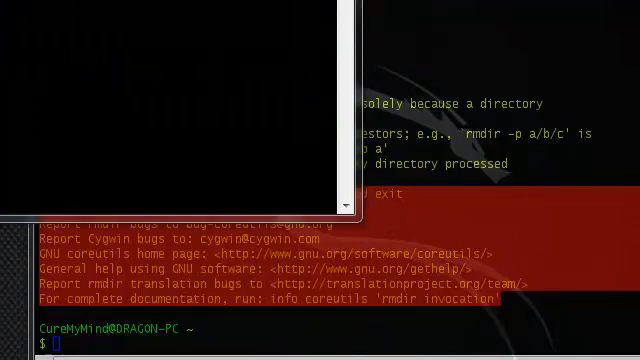 solely because a directory
estors; e.g., `rmdir -p a/b/c' is
a'
directory processed
exit
Report rmdir bugs to bug-coreutils@gnu.org
Report Cygwin bugs to: cygwin@cygwin.com
GNU coreutils home page: <http://www.gnu.org/software/coreutils/>
General help using GNU software: <http://www.gnu.org/gethelp/>
Report rmdir translation bugs to <http://translationproject.org/team/>
For complete documentation, run: info coreutils 'rmdir invocation'
CureMyMind@DRAGON-PC ~
$